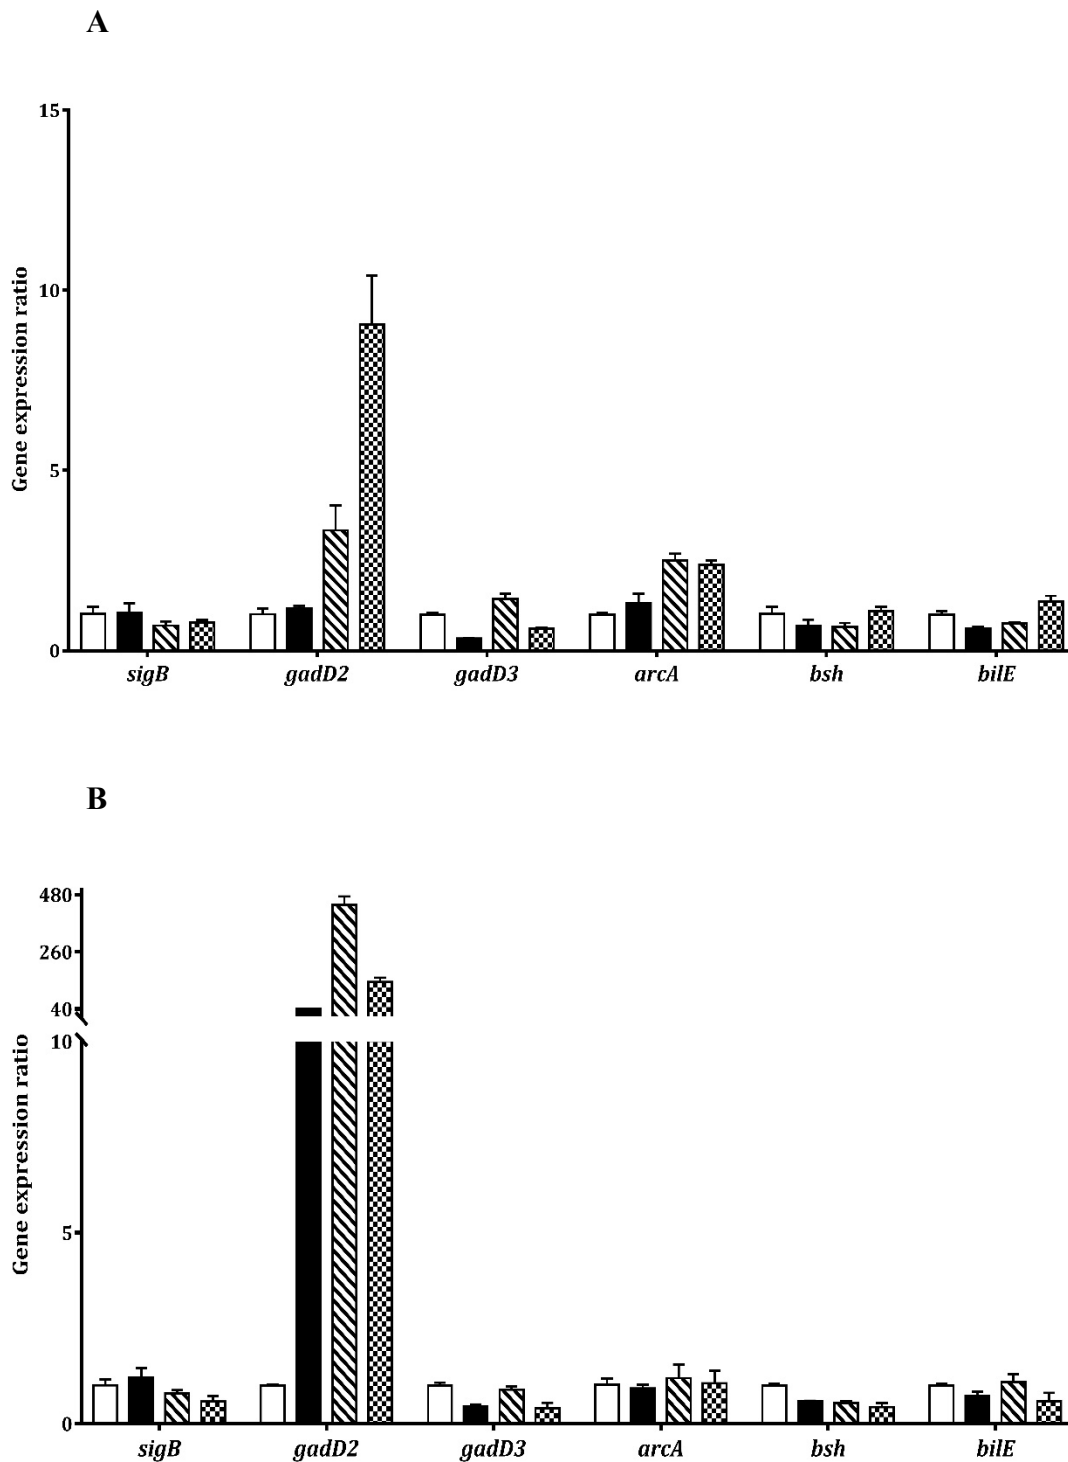 A
15
10
5
0
Gene expression ratio
sigB gadD2 gadD3 arcA bsh bilE
B
480
260
40
10
5
0
Gene expression ratio
sigB gadD2 gadD3 arcA bsh bilE